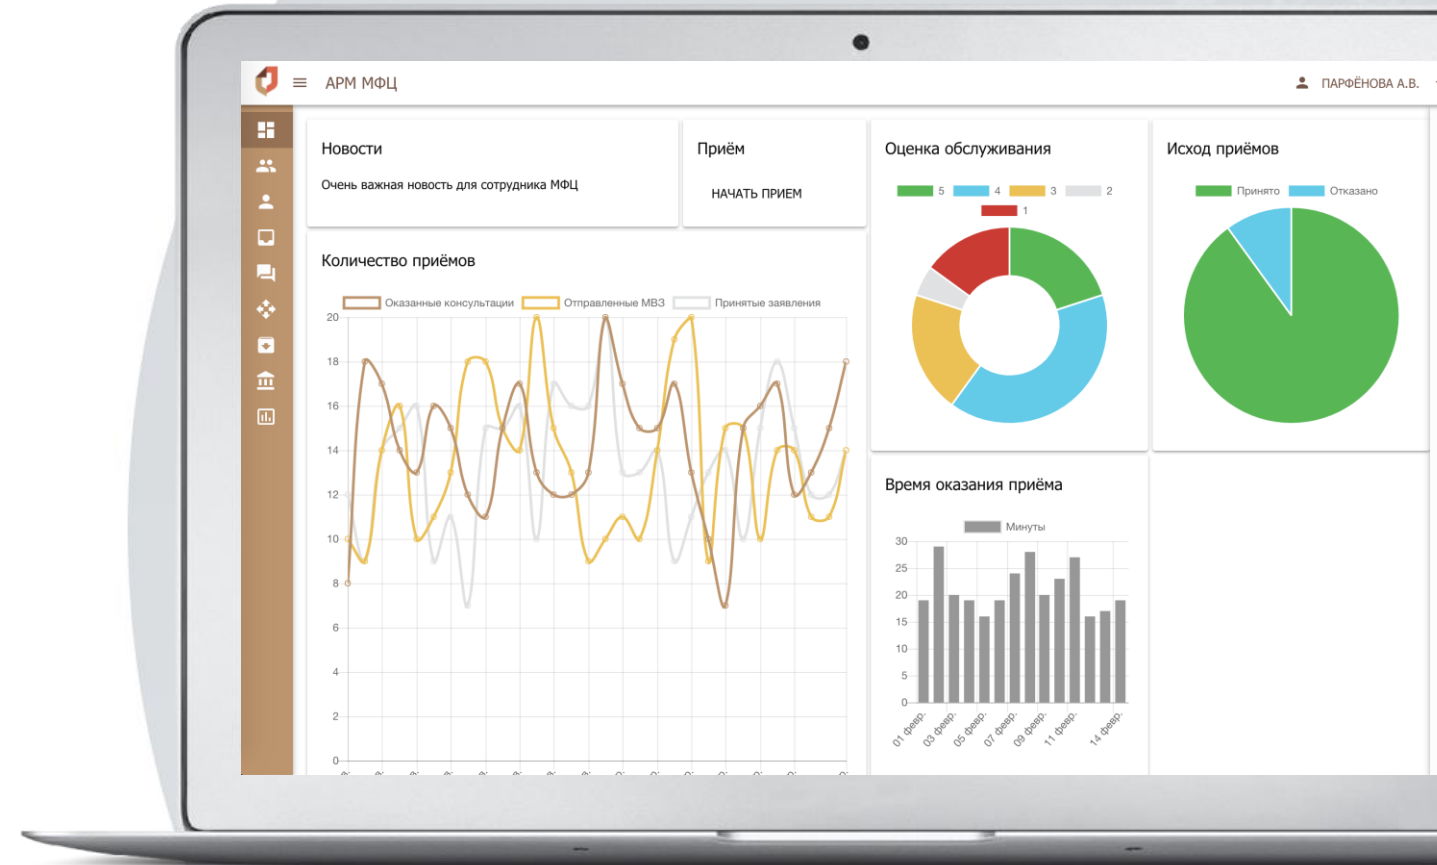 АРМ МФЦ
ПАРФЁНОВА А.В.
Новости
Очень важная новость для сотрудника МФЦ
Приём
НАЧАТЬ ПРИЕМ
Оценка обслуживания
5 4 3 2
1
Исход приёмов
Принято Отказано
Количество приёмов
Оказанные консультации Отправленные МВЗ Принятые заявления
20
18
16
14
12
10
8
6
4
2
0
Время оказания приёма
Минуты
30
25
20
15
10
5
0
01 февр. 03 февр. 05 февр. 07 февр. 09 февр. 11 февр. 14 февр.